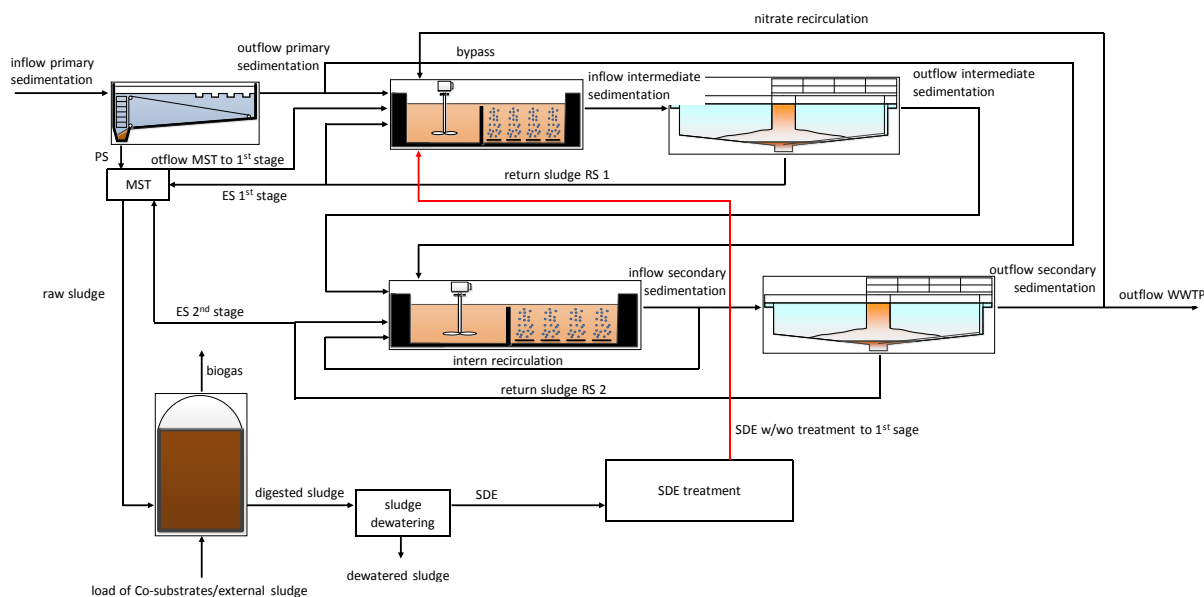 nitrate recirculation
outflow primary
sedimentation
bypass
inflow primary
sedimentation
inflow intermediate
sedimentation
outflow intermediate
sedimentation
PS
otflow MST to 1st stage
MST
return sludge RS 1
ES 1st stage
raw sludge
ES 2nd stage
inflow secondary
sedimentation
outflow secondary
sedimentation
outflow WWTP
intern recirculation
biogas
return sludge RS 2
SDE w/wo treatment to 1st sage
digested sludge
sludge
dewatering
SDE
SDE treatment
dewatered sludge
load of Co-substrates/external sludge